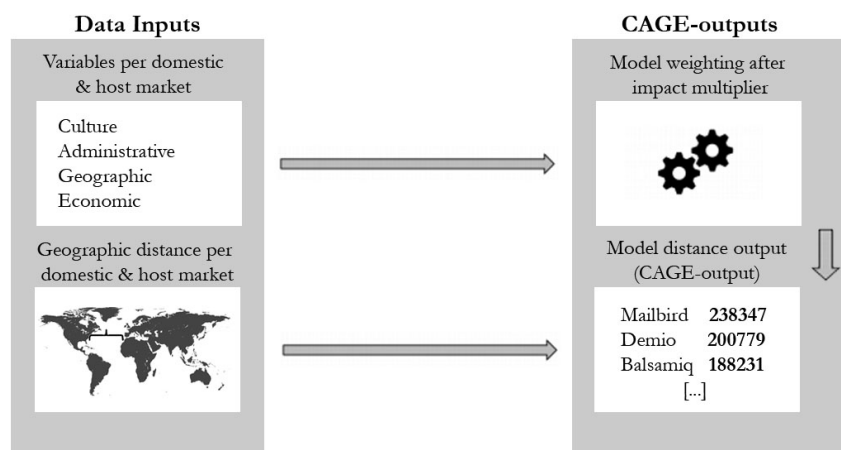 Data Inputs
Variables per domestic
& host market
Culture
Administrative
Geographic
Economic
Geographic distance per
domestic & host market
CAGE-outputs
Model weighting after
impact multiplier
Model distance output
(CAGE-output)
Mailbird 238347
Demio 200779
Balsamiq 188231
[...]